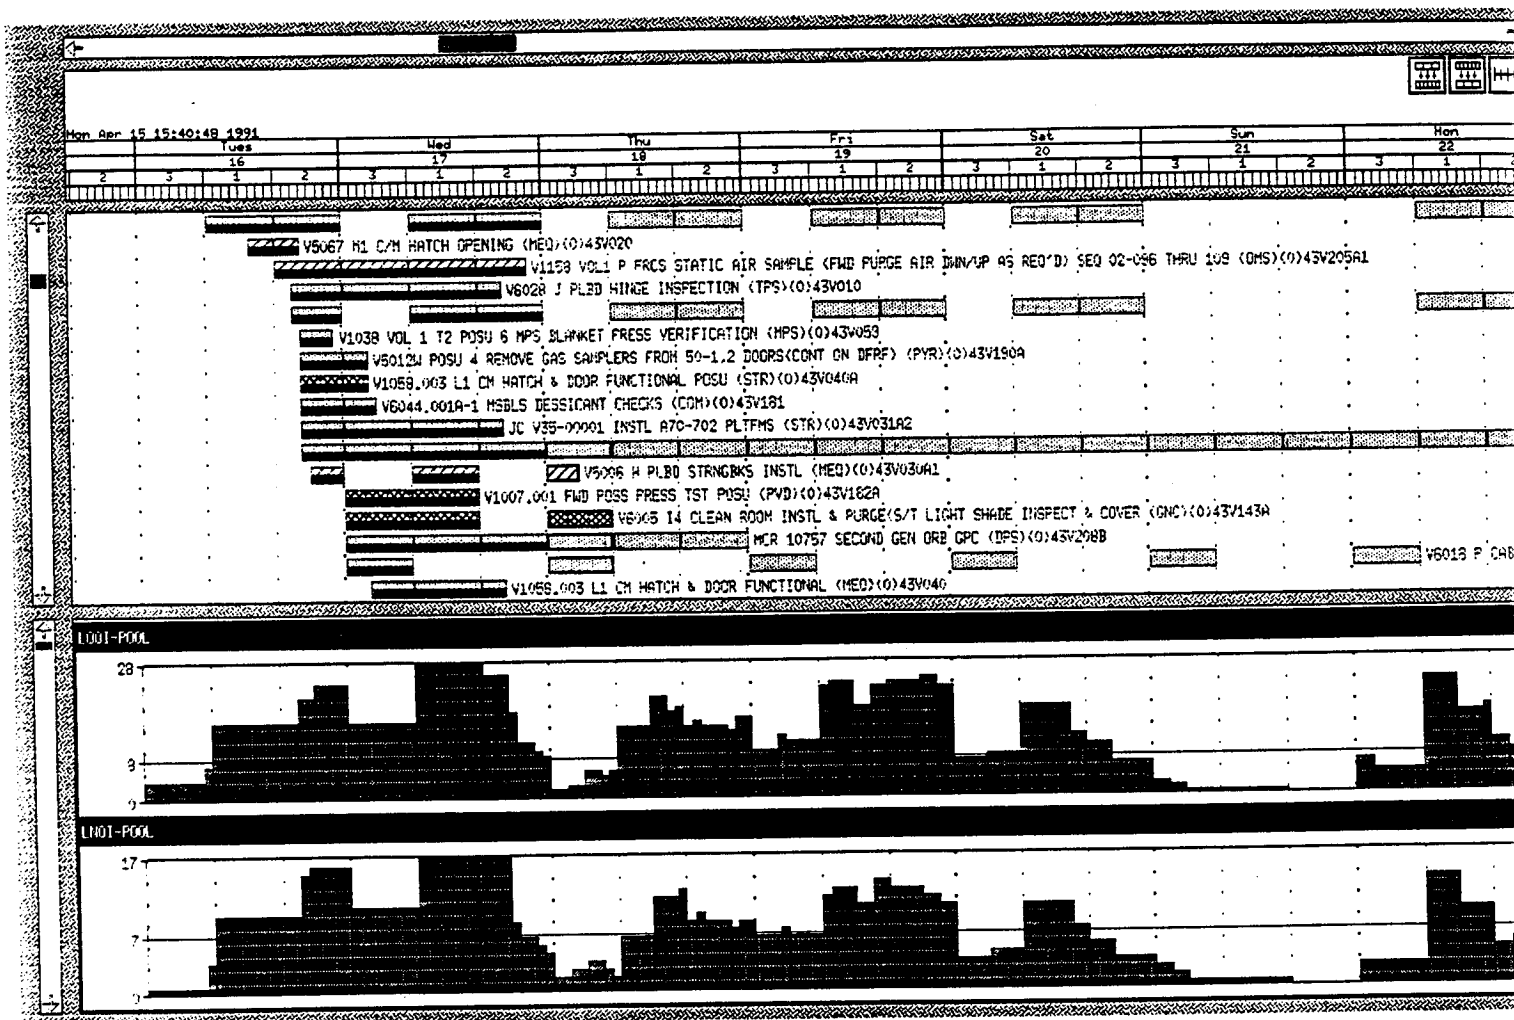 Mon Apr 15 15:40:48 1991
Tues Wed Thu Fri Sat Sun Mon
16 17 18 19 20 21 22
2 3 1 2 3 1 2 3 1 2 3 1 2 3 1 2 3 1 2 3 1
V5067 M1 C/M HATCH OPENING (MEQ)(0)43V020
V1153 VOL1 P FRCS STATIC AIR SAMPLE (FWD PURGE AIR DWN/UP AS REQ'D) SEQ 02-096 THRU 109 (OMS)(0)43V205A1
V6028 J PLBD HINGE INSPECTION (TPS)(0)43V010
V1038 VOL 1 T2 POSU 6 MPS BLANKET PRESS VERIFICATION (MPS)(0)43V053
V5012W POSU 4 REMOVE GAS SAMPLERS FROM 50-1,2 DOORS(CONT ON DFRF) (PYR)(0)43V190A
V1058.003 L1 CM HATCH & DOOR FUNCTIONAL POSU (STR)(0)43V040A
V6044.001A-1 MSBLS DESSICANT CHECKS (COM)(0)43V181
JC V35-00001 INSTL A70-702 PLTFMS (STR)(0)43V031A2
V5006 H PLBD STRNGBKS INSTL (MEQ)(0)43V030A1
V1007.001 FWD POSS PRESS TST POSU (PVD)(0)43V162A
V6005 I4 CLEAN ROOM INSTL & PURGE(S/T LIGHT SHADE INSPECT & COVER (GNC)(0)43V143A
MCR 10757 SECOND GEN ORB GPC (DPS)(0)43V208B
V6018 P CAB
V1058.003 L1 CM HATCH & DOOR FUNCTIONAL (MEQ)(0)43V040
LOOI-POOL
28
8
0
LNOI-POOL
17
7
0